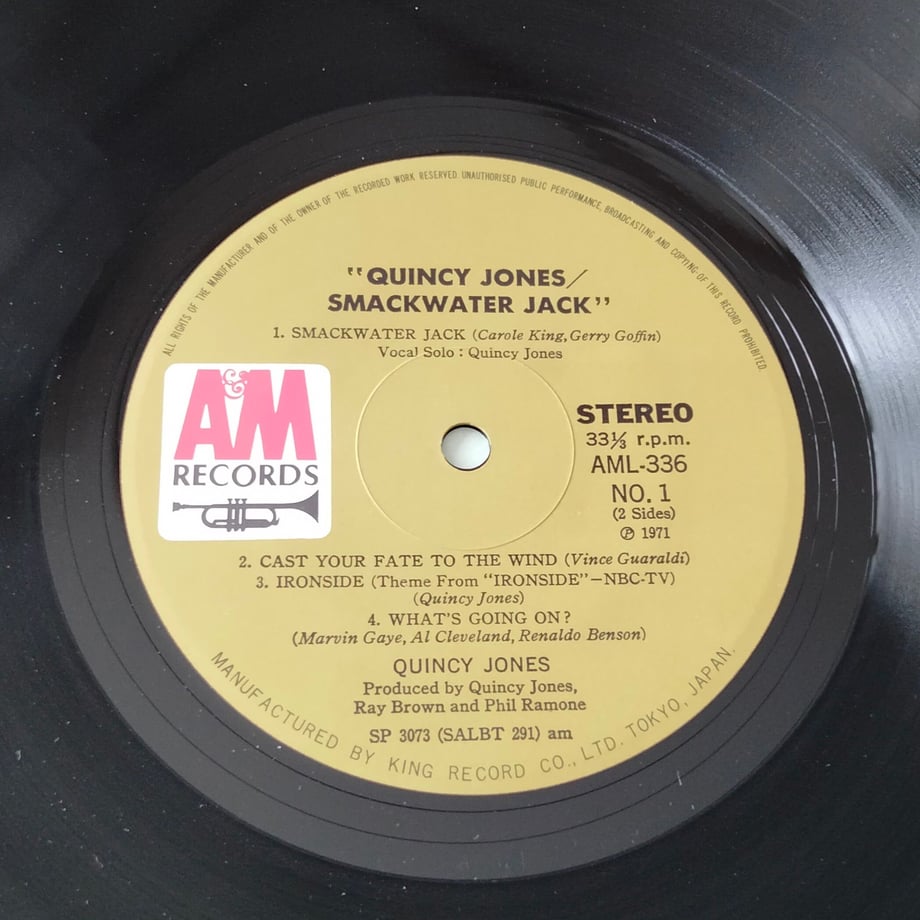 ALL RIGHTS OF THE MANUFACTURER AND OF THE OWNER OF THE RECORDED WORK RESERVED. UNAUTHORISED PUBLIC PERFORMANCE, BROADCASTING AND COPYING OF THIS RECORD PROHIBITED.
"QUINCY JONES/
SMACKWATER JACK"
1. SMACKWATER JACK (Carole King, Gerry Goffin)
Vocal Solo : Quincy Jones
A&M
RECORDS
STEREO
33⅓ r.p.m.
AML-336
NO. 1
(2 Sides)
℗ 1971
2. CAST YOUR FATE TO THE WIND (Vince Guaraldi)
3. IRONSIDE (Theme From "IRONSIDE"—NBC-TV)
(Quincy Jones)
4. WHAT'S GOING ON?
(Marvin Gaye, Al Cleveland, Renaldo Benson)
QUINCY JONES
Produced by Quincy Jones,
Ray Brown and Phil Ramone
SP 3073 (SALBT 291) am
MANUFACTURED BY KING RECORD CO., LTD. TOKYO, JAPAN.